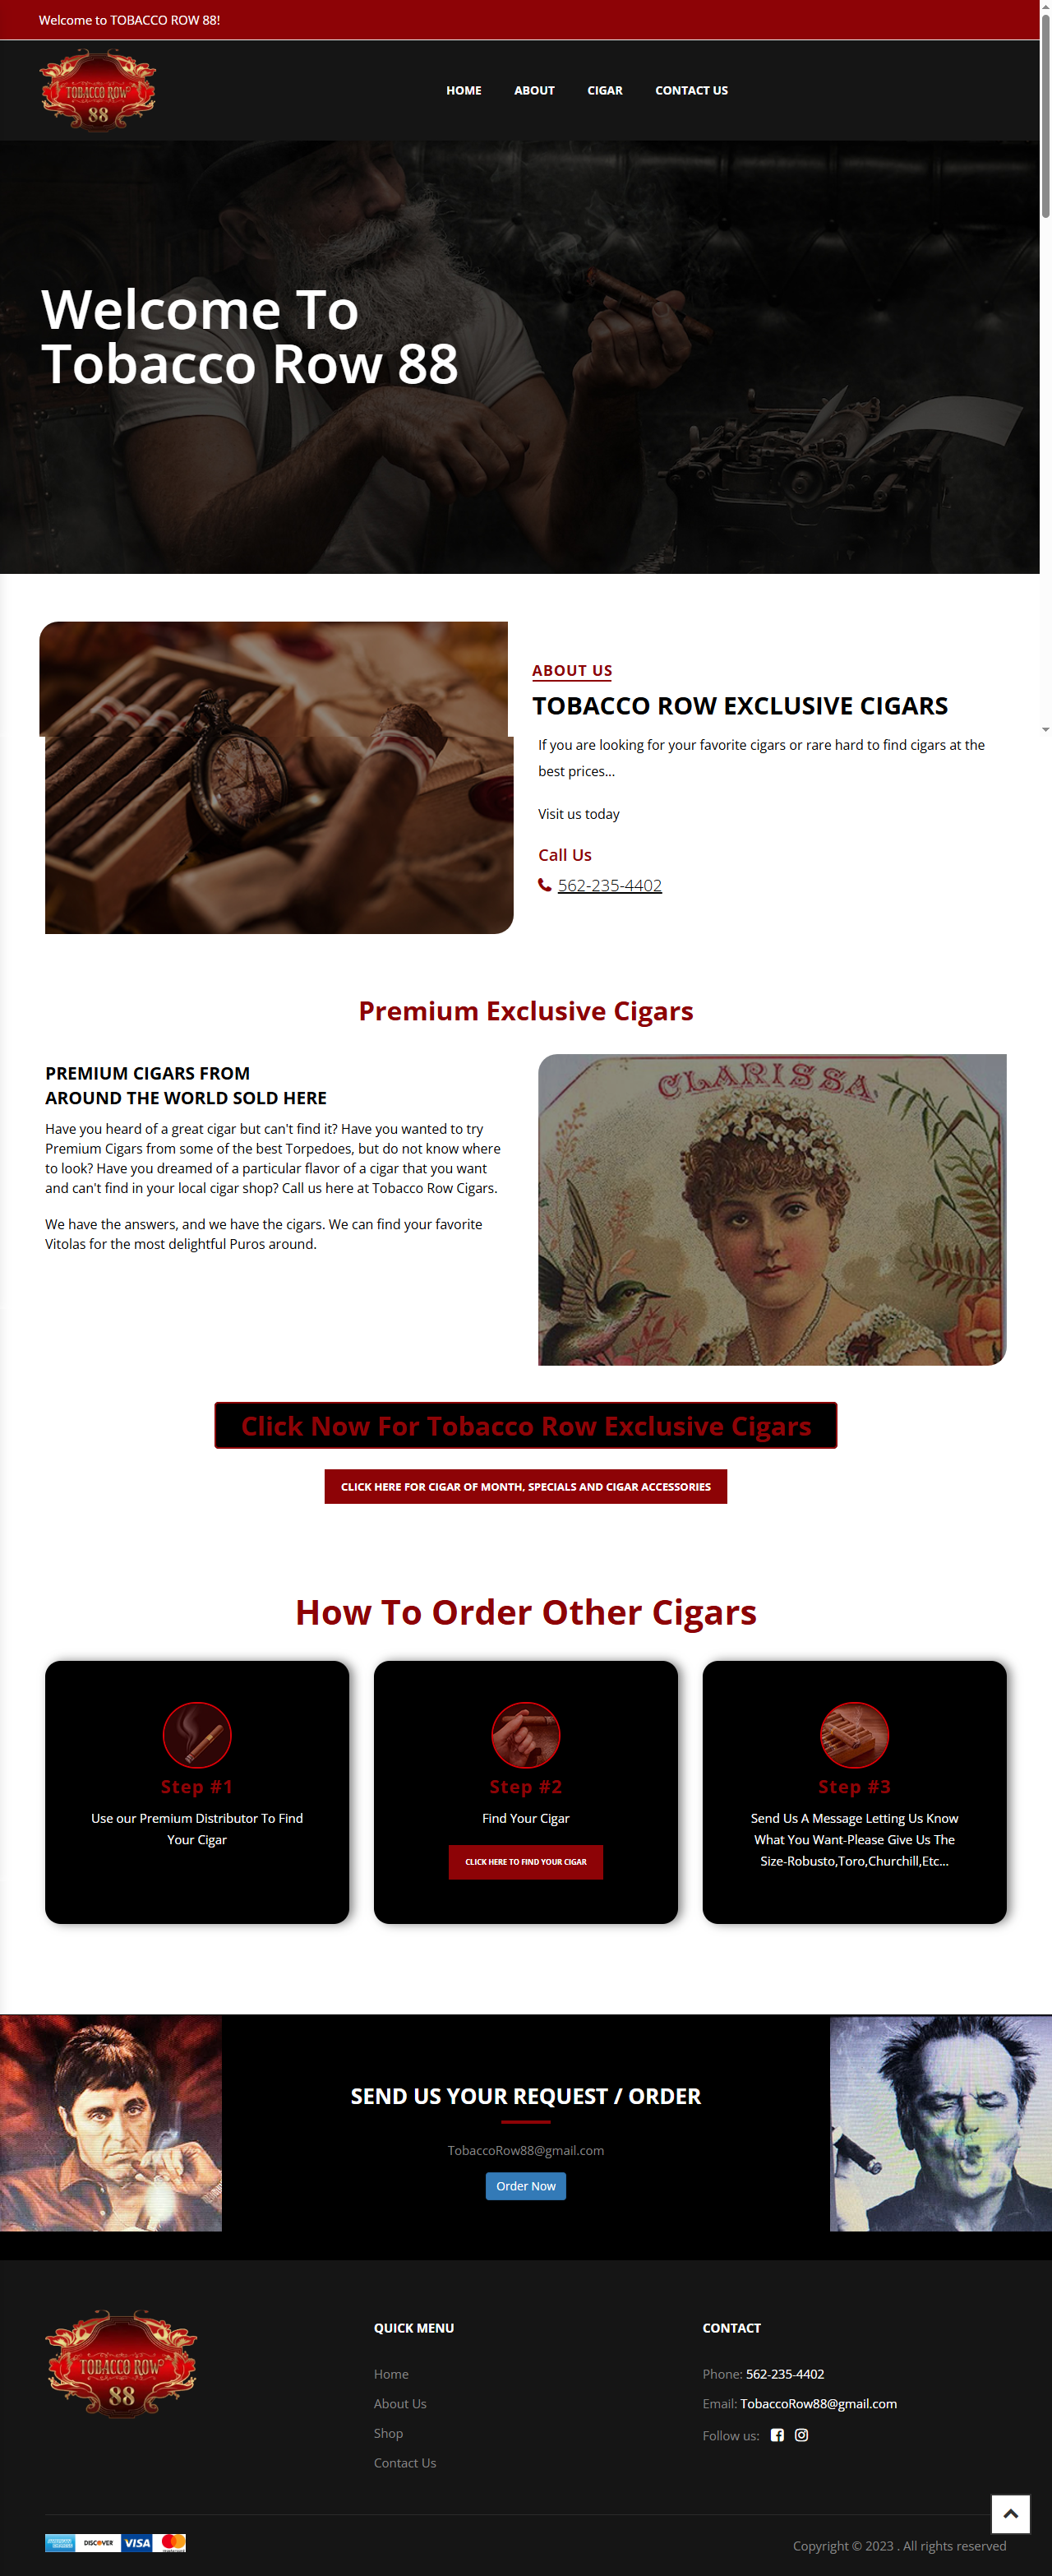 Welcome to TOBACCO ROW 88!
TOBACCO ROW
88
HOME
ABOUT
CIGAR
CONTACT US
Welcome To
Tobacco Row 88
ABOUT US
TOBACCO ROW EXCLUSIVE CIGARS
If you are looking for your favorite cigars or rare hard to find cigars at the
best prices...
Visit us today
Call Us
562-235-4402
Premium Exclusive Cigars
PREMIUM CIGARS FROM
AROUND THE WORLD SOLD HERE
Have you heard of a great cigar but can't find it? Have you wanted to try
Premium Cigars from some of the best Torpedoes, but do not know where
to look? Have you dreamed of a particular flavor of a cigar that you want
and can't find in your local cigar shop? Call us here at Tobacco Row Cigars.
We have the answers, and we have the cigars. We can find your favorite
Vitolas for the most delightful Puros around.
CLARISSA
Click Now For Tobacco Row Exclusive Cigars
CLICK HERE FOR CIGAR OF MONTH, SPECIALS AND CIGAR ACCESSORIES
How To Order Other Cigars
Step #1
Use our Premium Distributor To Find
Your Cigar
Step #2
Find Your Cigar
CLICK HERE TO FIND YOUR CIGAR
Step #3
Send Us A Message Letting Us Know
What You Want-Please Give Us The
Size-Robusto,Toro,Churchill,Etc...
SEND US YOUR REQUEST / ORDER
TobaccoRow88@gmail.com
Order Now
TOBACCO ROW
88
QUICK MENU
Home
About Us
Shop
Contact Us
CONTACT
Phone: 562-235-4402
Email: TobaccoRow88@gmail.com
Follow us:
DISCOVER
VISA
Copyright © 2023 . All rights reserved